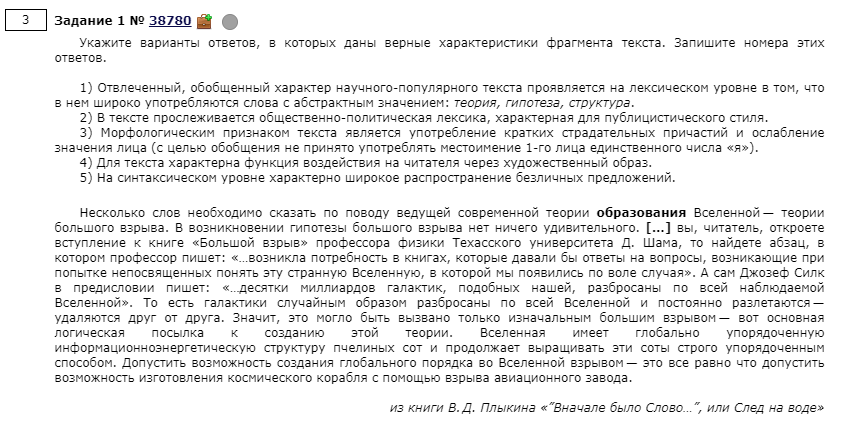 3 Задание 1 № 38780
Укажите варианты ответов, в которых даны верные характеристики фрагмента текста. Запишите номера этих
ответов.
1) Отвлеченный, обобщенный характер научного-популярного текста проявляется на лексическом уровне в том, что
в нем широко употребляются слова с абстрактным значением: теория, гипотеза, структура.
2) В тексте прослеживается общественно-политическая лексика, характерная для публицистического стиля.
3) Морфологическим признаком текста является употребление кратких страдательных причастий и ослабление
значения лица (с целью обобщения не принято употреблять местоимение 1-го лица единственного числа «я»).
4) Для текста характерна функция воздействия на читателя через художественный образ.
5) На синтаксическом уровне характерно широкое распространение безличных предложений.
Несколько слов необходимо сказать по поводу ведущей современной теории образования Вселенной — теории
большого взрыва. В возникновении гипотезы большого взрыва нет ничего удивительного. [...] вы, читатель, откроете
вступление к книге «Большой взрыв» профессора физики Техасского университета Д. Шама, то найдете абзац, в
котором профессор пишет: «…возникла потребность в книгах, которые давали бы ответы на вопросы, возникающие при
попытке непосвященных понять эту странную Вселенную, в которой мы появились по воле случая». А сам Джозеф Силк
в предисловии пишет: «…десятки миллиардов галактик, подобных нашей, разбросаны по всей наблюдаемой
Вселенной». То есть галактики случайным образом разбросаны по всей Вселенной и постоянно разлетаются —
удаляются друг от друга. Значит, это могло быть вызвано только изначальным большим взрывом — вот основная
логическая посылка к созданию этой теории. Вселенная имеет глобально упорядоченную
информационноэнергетическую структуру пчелиных сот и продолжает выращивать эти соты строго упорядоченным
способом. Допустить возможность создания глобального порядка во Вселенной взрывом — это все равно что допустить
возможность изготовления космического корабля с помощью взрыва авиационного завода.
из книги В. Д. Плыкина «"Вначале было Слово…", или След на воде»